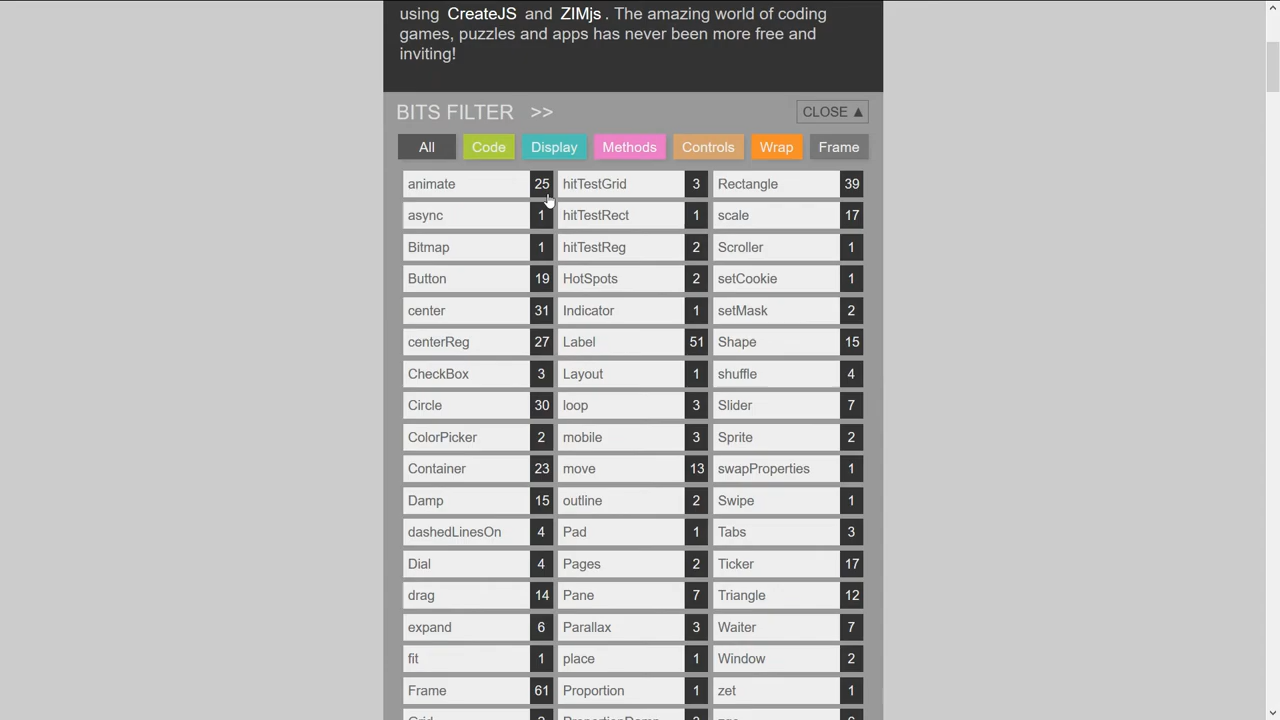 using CreateJS and ZIMjs. The amazing world of coding
games, puzzles and apps has never been more free and
inviting!
BITS FILTER >>
CLOSE ▲
All Code Display Methods Controls Wrap Frame
animate 25 hitTestGrid 3 Rectangle 39
async 1 hitTestRect 1 scale 17
Bitmap 1 hitTestReg 2 Scroller 1
Button 19 HotSpots 2 setCookie 1
center 31 Indicator 1 setMask 2
centerReg 27 Label 51 Shape 15
CheckBox 3 Layout 1 shuffle 4
Circle 30 loop 3 Slider 7
ColorPicker 2 mobile 3 Sprite 2
Container 23 move 13 swapProperties 1
Damp 15 outline 2 Swipe 1
dashedLinesOn 4 Pad 1 Tabs 3
Dial 4 Pages 2 Ticker 17
drag 14 Pane 7 Triangle 12
expand 6 Parallax 3 Waiter 7
fit 1 place 1 Window 2
Frame 61 Proportion 1 zet 1